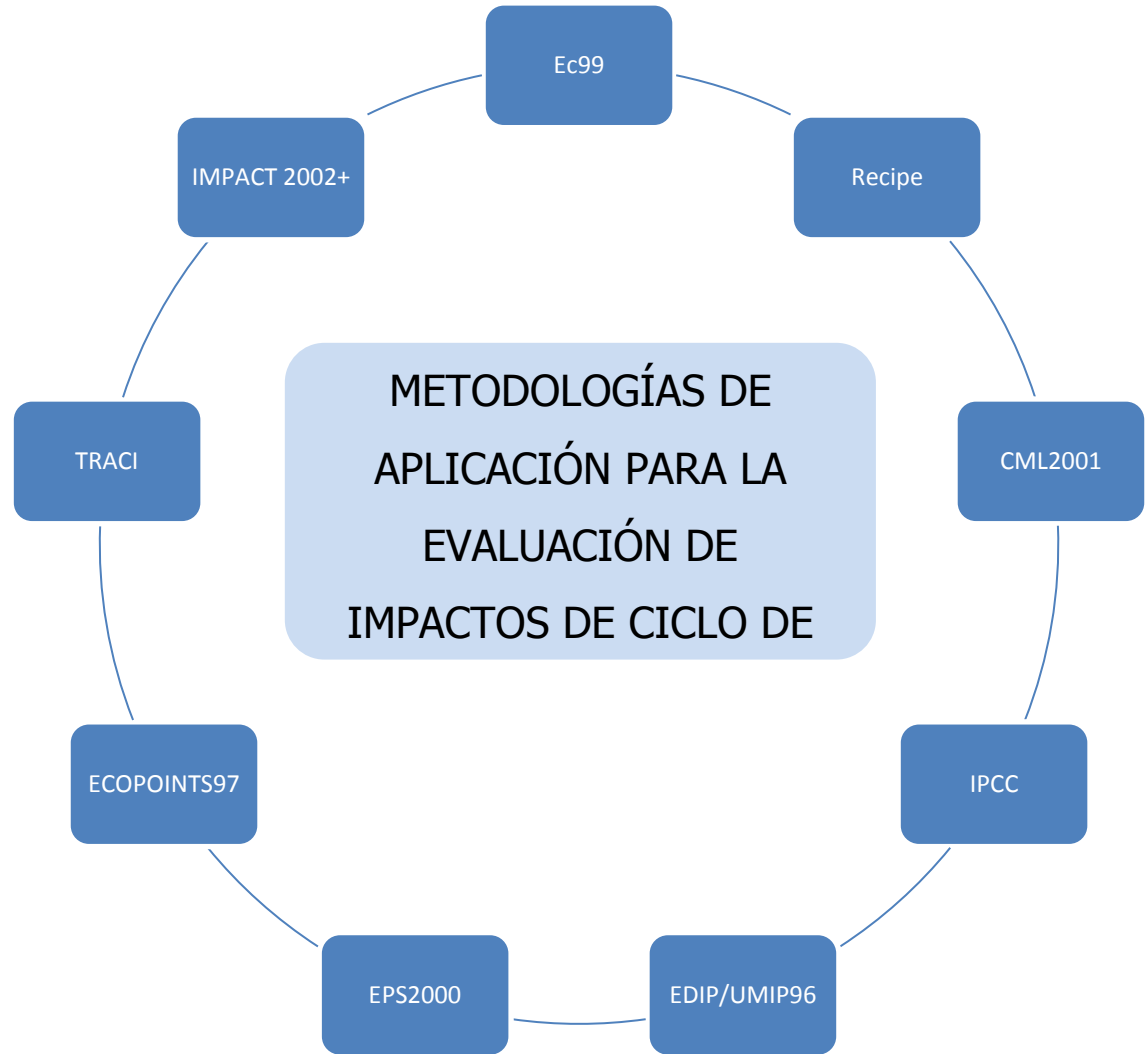 Ec99
Recipe
CML2001
IPCC
EDIP/UMIP96
EPS2000
ECOPOINTS97
TRACI
IMPACT 2002+
METODOLOGÍAS DE
APLICACIÓN PARA LA
EVALUACIÓN DE
IMPACTOS DE CICLO DE